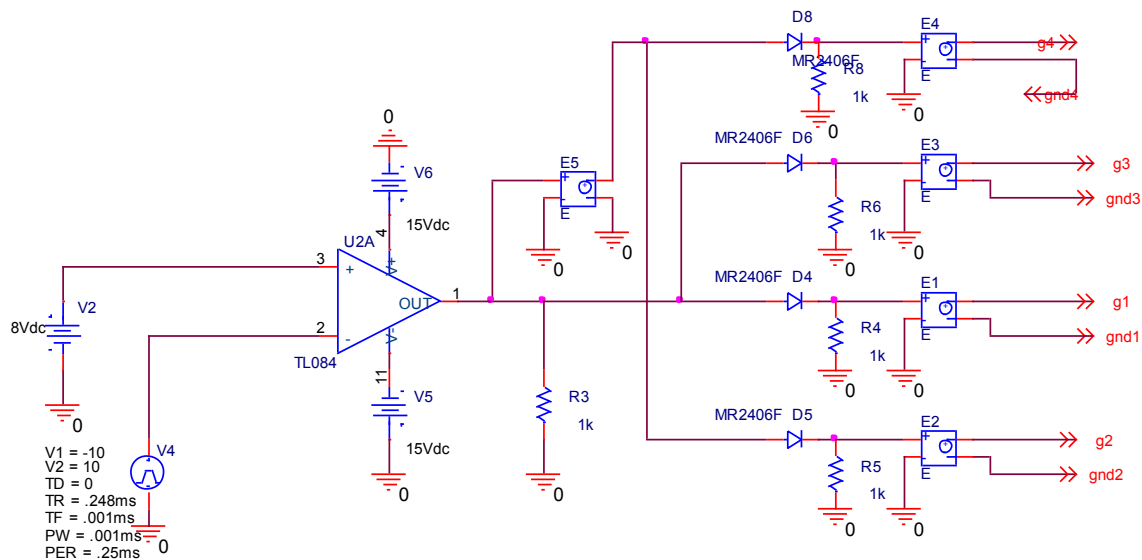 D8
E4
+
-
E
g4
MR2406F
R8
1k
gnd4
0
0
0
V6
15Vdc
4
E5
+
-
E
0
0
MR2406F D6
E3
+
-
E
g3
gnd3
R6
1k
0
0
U2A
3
+
V+
OUT
1
2
-
V-
TL084
11
V2
8Vdc
0
V5
15Vdc
0
R3
1k
0
MR2406F D4
E1
+
-
E
g1
gnd1
R4
1k
0
0
MR2406F D5
E2
+
-
E
g2
gnd2
R5
1k
0
0
V4
V1 = -10
V2 = 10
TD = 0
TR = .248ms
TF = .001ms
PW = .001ms
PER = .25ms
0